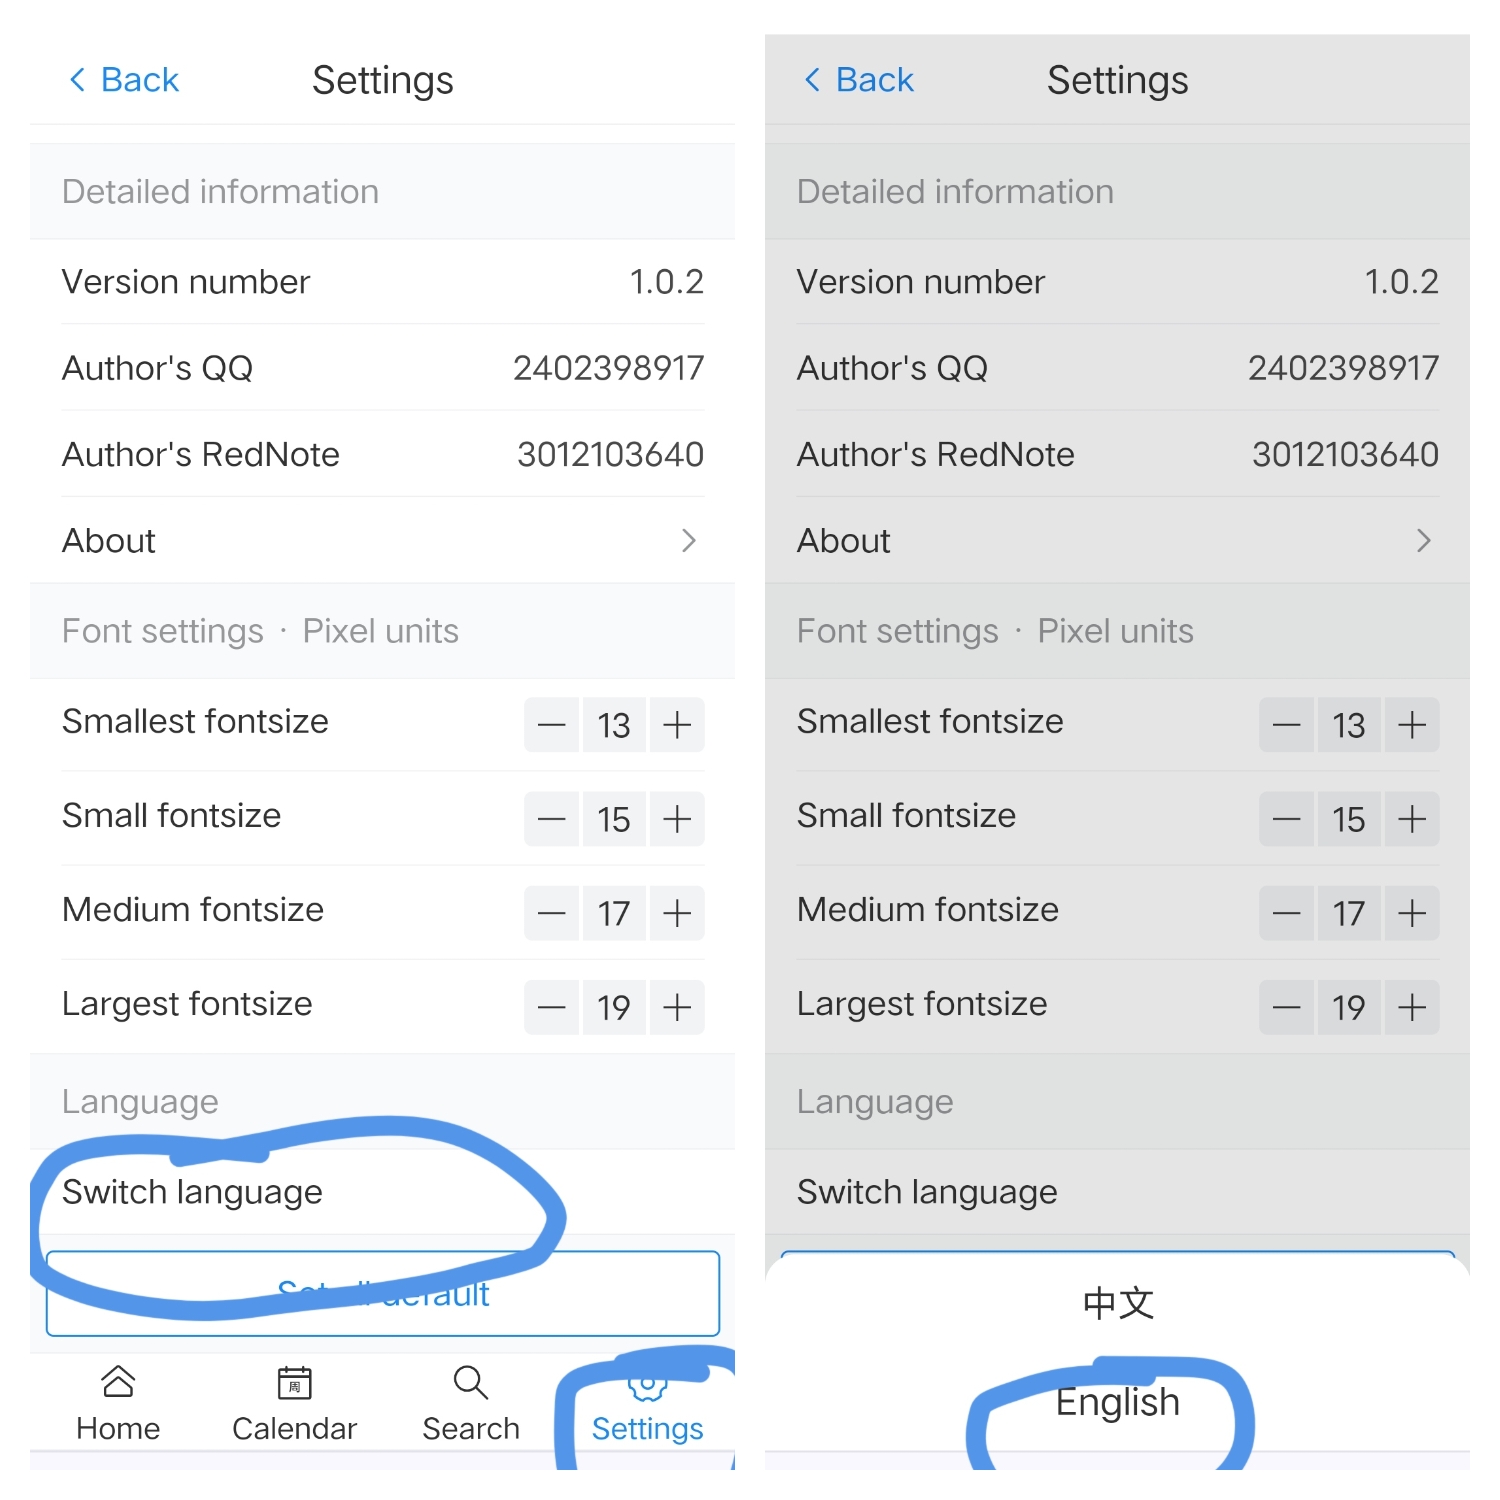 Back Settings
Detailed information
Version number 1.0.2
Author's QQ 2402398917
Author's RedNote 3012103640
About
Font settings · Pixel units
Smallest fontsize 13
Small fontsize 15
Medium fontsize 17
Largest fontsize 19
Language
Switch language
Set all default
周
Home Calendar Search Settings
Back Settings
Detailed information
Version number 1.0.2
Author's QQ 2402398917
Author's RedNote 3012103640
About
Font settings · Pixel units
Smallest fontsize 13
Small fontsize 15
Medium fontsize 17
Largest fontsize 19
Language
Switch language
中文
English